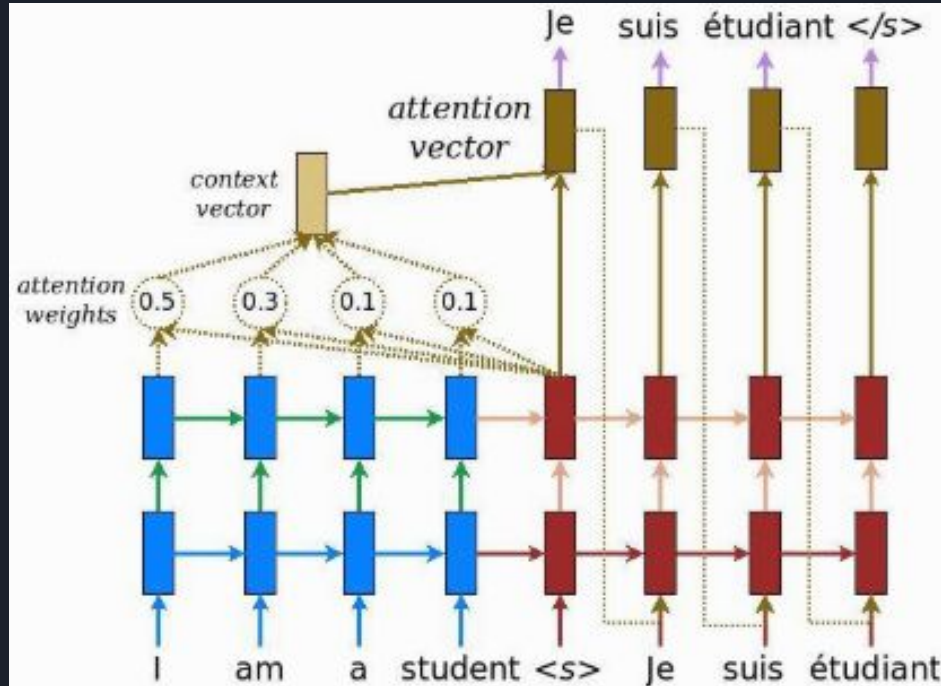 Je suis étudiant </s>
attention
vector
context
vector
attention
weights
0.5 0.3 0.1 0.1
I am a student <s> Je suis étudiant